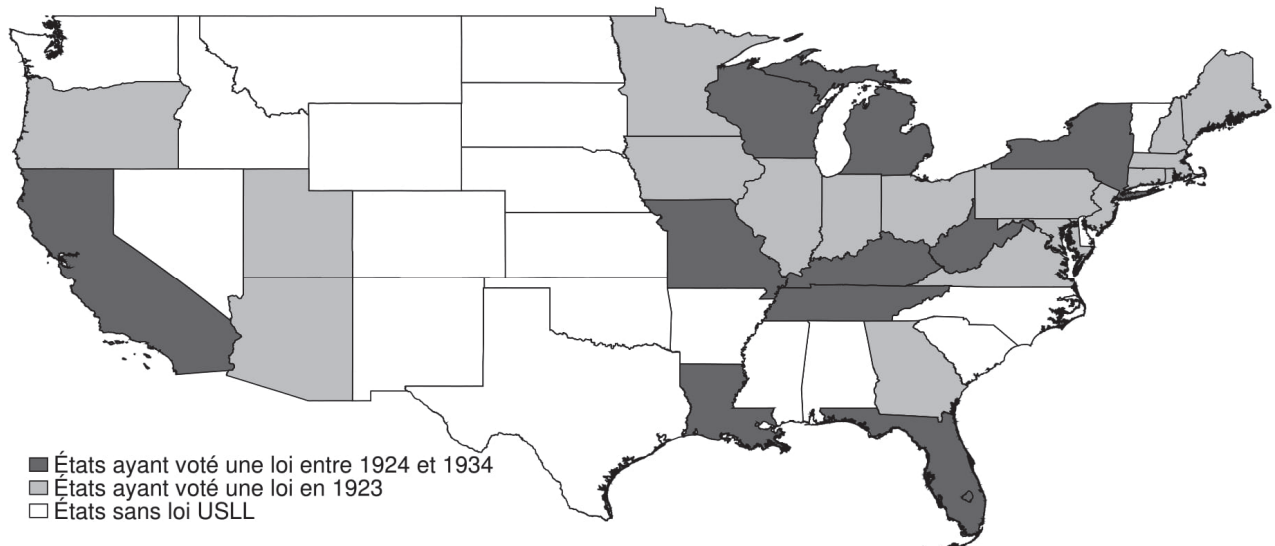 États ayant voté une loi entre 1924 et 1934
États ayant voté une loi en 1923
États sans loi USLL